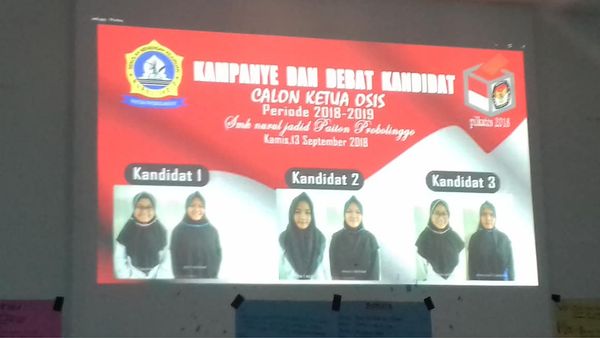 KAMPANYE DAN DEBAT KANDIDAT
CALON KETUA OSIS
Periode 2018-2019
Smk nurul jadid Paiton Probolinggo
Kamis,13 September 2018
pilkatos 2018
Kandidat 1
Kandidat 2
Kandidat 3